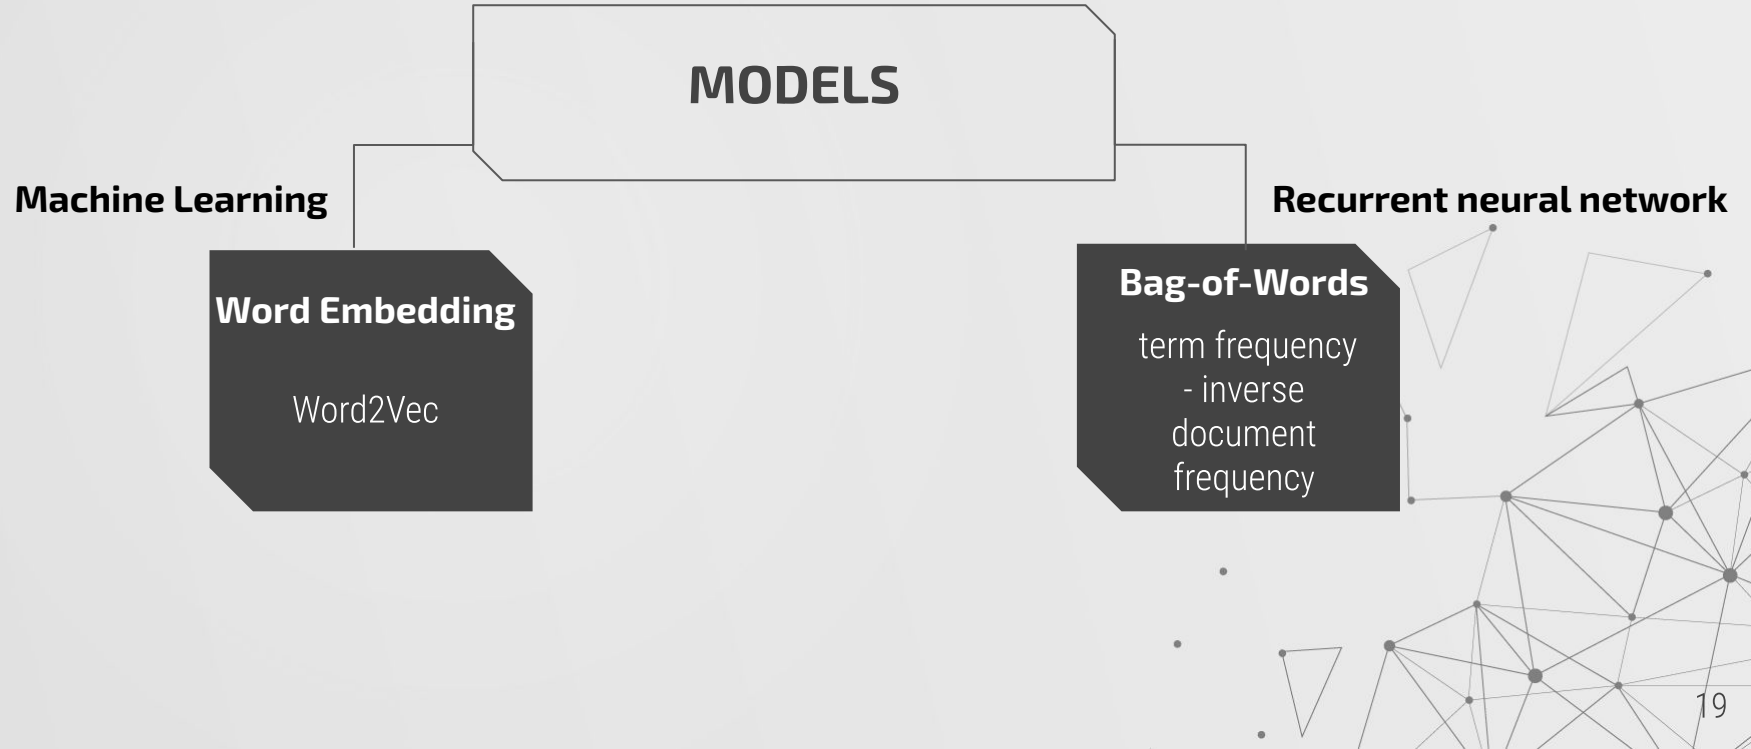 MODELS
Machine Learning
Recurrent neural network
Word Embedding
Word2Vec
Bag-of-Words
term frequency
- inverse
document
frequency
19